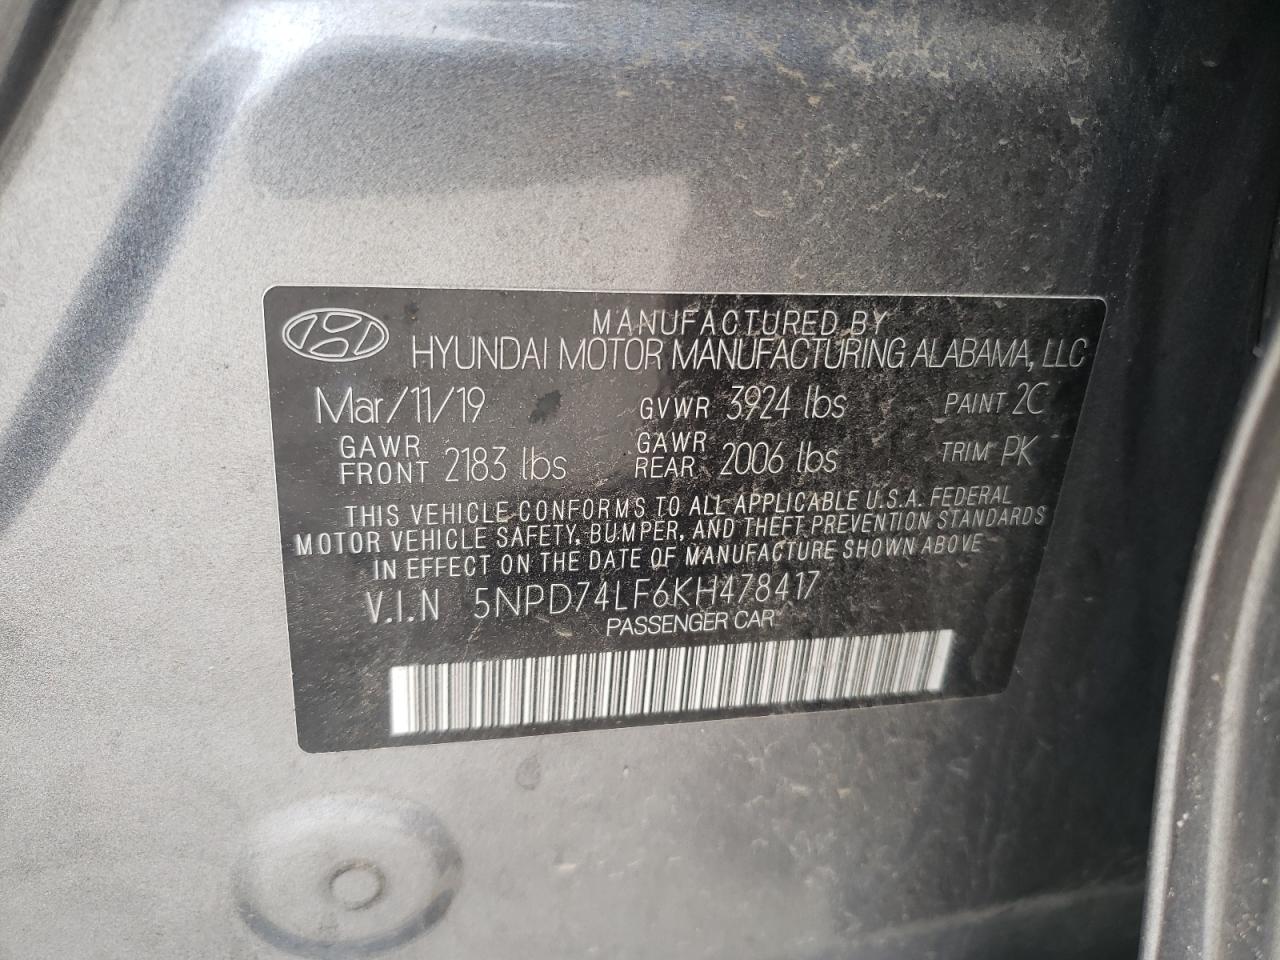 MANUFACTURED BY
HYUNDAI MOTOR MANUFACTURING ALABAMA, LLC
Mar/11/19 GVWR 3924 lbs PAINT 2C
GAWR FRONT 2183 lbs GAWR REAR 2006 lbs TRIM PK
THIS VEHICLE CONFORMS TO ALL APPLICABLE U.S.A. FEDERAL
MOTOR VEHICLE SAFETY, BUMPER, AND THEFT PREVENTION STANDARDS
IN EFFECT ON THE DATE OF MANUFACTURE SHOWN ABOVE
V.I.N 5NPD74LF6KH478417
PASSENGER CAR